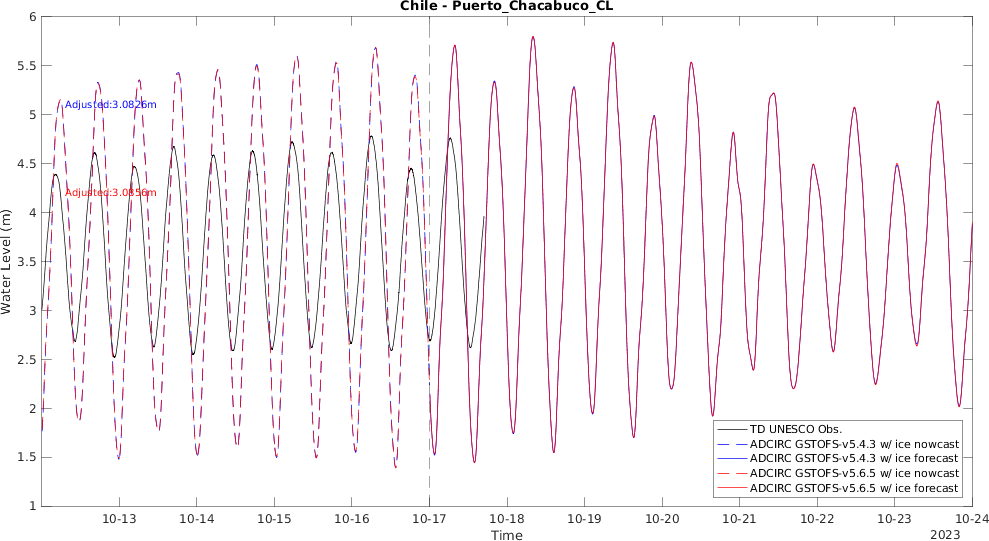 Chile - Puerto_Chacabuco_CL
6
5.5
5
4.5
4
3.5
3
2.5
2
1.5
1
Water Level (m)
Adjusted:3.0826m
Adjusted:3.0856m
TD UNESCO Obs.
ADCIRC GSTOFS-v5.4.3 w/ ice nowcast
ADCIRC GSTOFS-v5.4.3 w/ ice forecast
ADCIRC GSTOFS-v5.6.5 w/ ice nowcast
ADCIRC GSTOFS-v5.6.5 w/ ice forecast
10-13 10-14 10-15 10-16 10-17 10-18 10-19 10-20 10-21 10-22 10-23 10-24
Time
2023